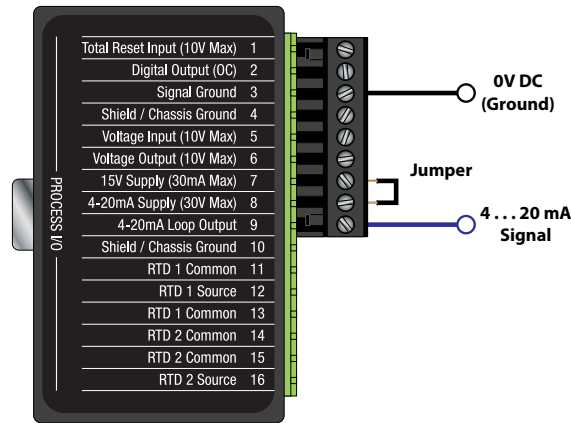 Total Reset Input (10V Max) 1
Digital Output (OC) 2
Signal Ground 3
Shield / Chassis Ground 4
Voltage Input (10V Max) 5
Voltage Output (10V Max) 6
15V Supply (30mA Max) 7
4-20mA Supply (30V Max) 8
4-20mA Loop Output 9
Shield / Chassis Ground 10
RTD 1 Common 11
RTD 1 Source 12
RTD 1 Common 13
RTD 2 Common 14
RTD 2 Common 15
RTD 2 Source 16
PROCESS I/O
0V DC
(Ground)
Jumper
4 . . . 20 mA
Signal